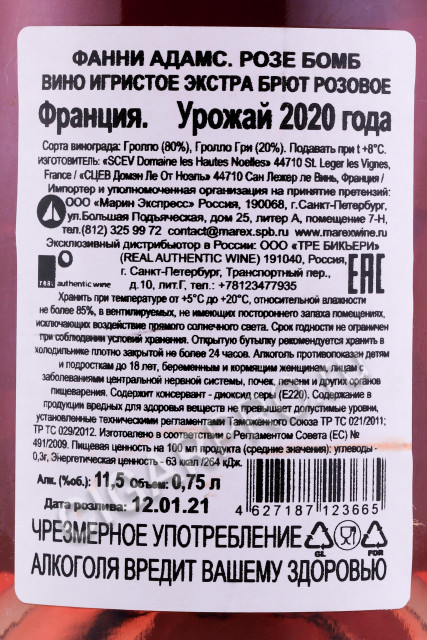 ФАННИ АДАМС. РОЗЕ БОМБ
ВИНО ИГРИСТОЕ ЭКСТРА БРЮТ РОЗОВОЕ
Франция. Урожай 2020 года
Сорта винограда: Гролло (80%), Гролло Гри (20%). Подавать при t +8°C.
изготовитель: «SCEV Domaine les Hautes Noelles» 44710 St. Leger les Vignes,
France / «СЦЕВ Домэн Ле От Ноэль» 44710 Сан Лежер ле Винь, Франция /
Импортер и уполномоченная организация на принятие претензий:
ООО «Марин Экспресс» Россия, 190068, г.Санкт-Петербург,
ул.Большая Подъяческая, дом 25, литер А, помещение 7-Н,
тел.(812) 325 99 72 contact@marex.spb.ru www.marexwine.ru
Эксклюзивный дистрибьютор в России: ООО «ТРЕ БИКЬЕРИ»
(REAL AUTHENTIC WINE) 191040, Россия,
г. Санкт-Петербург, Транспортный пер.,
real authentic wine д.10, лит.Г, тел.: +78123477935
EAC
Хранить при температуре от +5°C до +20°C, относительной влажности
не более 85%, в вентилируемых, не имеющих постороннего запаха помещениях,
исключающих воздействие прямого солнечного света. Срок годности не ограничен
при соблюдении условий хранения. Открытую бутылку рекомендуется хранить в
холодильнике плотно закрытой не более 24 часов. Алкоголь противопоказан детям
и подросткам до 18 лет, беременным и кормящим женщинам, лицам с
заболеваниями центральной нервной системы, почек, печени и других органов
пищеварения. Содержит консервант - диоксид серы (E220). Содержание в
продукции вредных для здоровья веществ не превышает допустимые уровни,
установленные техническими регламентами Таможенного Союза ТР ТС 021/2011;
ТР ТС 029/2012. Изготовлено в соответствии с Регламентом Совета (ЕС) №
491/2009. Пищевая ценность на 100 мл продукта (средние значения): углеводы -
0,3г, Энергетическая ценность - 63 ккал /264 кДж.
Алк. (%об.): 11,5 объем: 0,75 л
Дата розлива: 12.01.21
4 627187 123665
ЧРЕЗМЕРНОЕ УПОТРЕБЛЕНИЕ
GL FOR
АЛКОГОЛЯ ВРЕДИТ ВАШЕМУ ЗДОРОВЬЮ